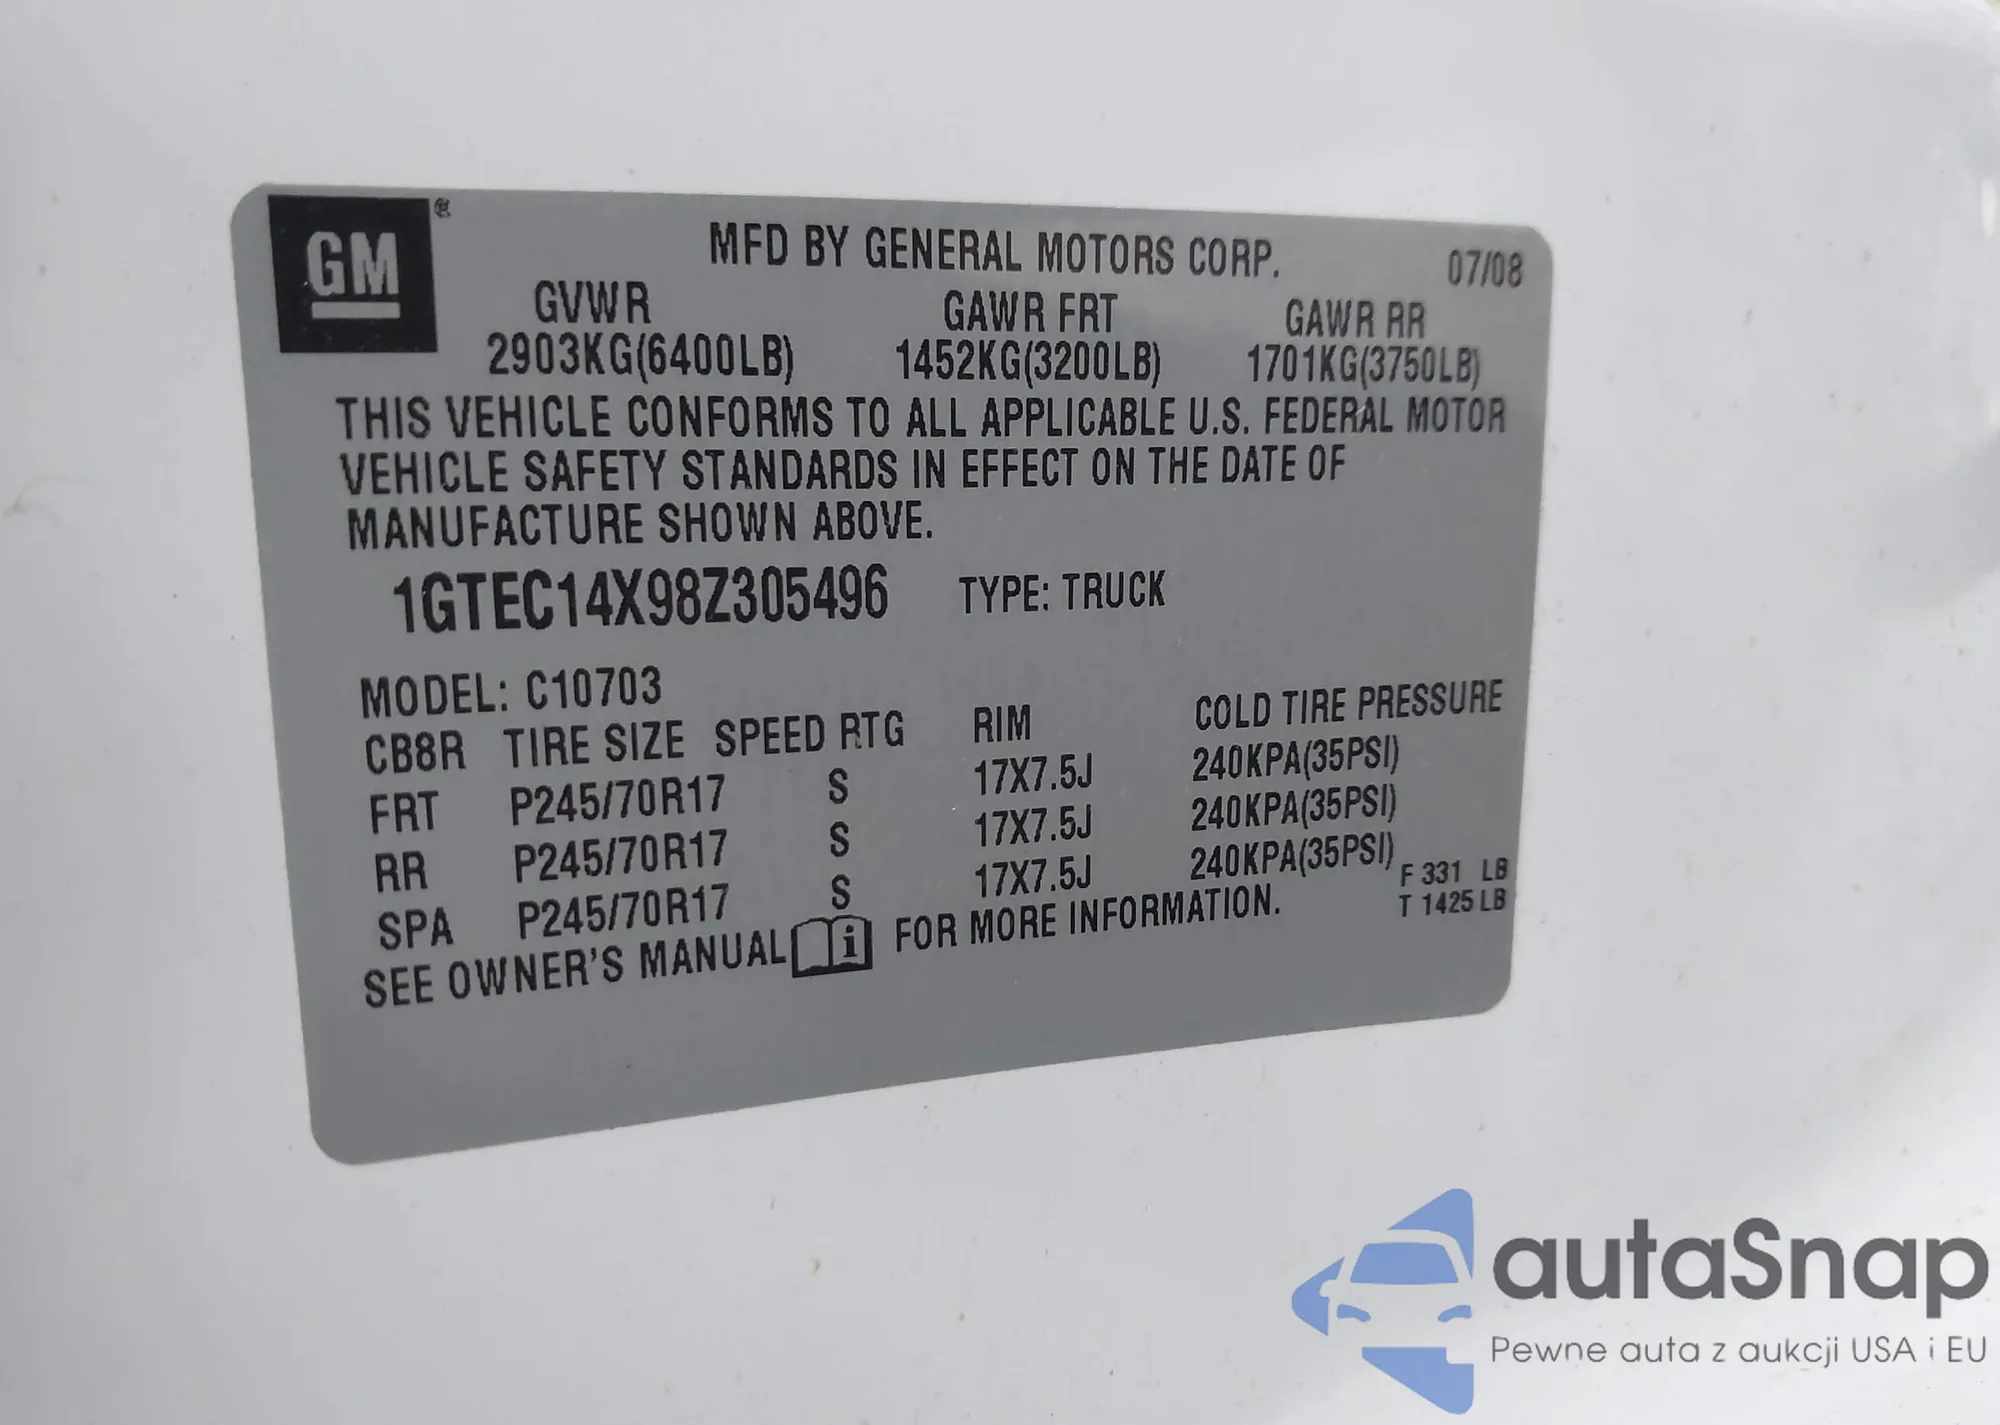 GM®
MFD BY GENERAL MOTORS CORP. 07/08
GVWR GAWR FRT GAWR RR
2903KG(6400LB) 1452KG(3200LB) 1701KG(3750LB)
THIS VEHICLE CONFORMS TO ALL APPLICABLE U.S. FEDERAL MOTOR
VEHICLE SAFETY STANDARDS IN EFFECT ON THE DATE OF
MANUFACTURE SHOWN ABOVE.
1GTEC14X98Z305496 TYPE: TRUCK
MODEL: C10703
CB8R TIRE SIZE SPEED RTG RIM COLD TIRE PRESSURE
FRT P245/70R17 S 17X7.5J 240KPA(35PSI)
RR P245/70R17 S 17X7.5J 240KPA(35PSI)
SPA P245/70R17 S 17X7.5J 240KPA(35PSI)
F 331 LB
T 1425 LB
SEE OWNER'S MANUAL i FOR MORE INFORMATION.
autaSnap
Pewne auta z aukcji USA i EU